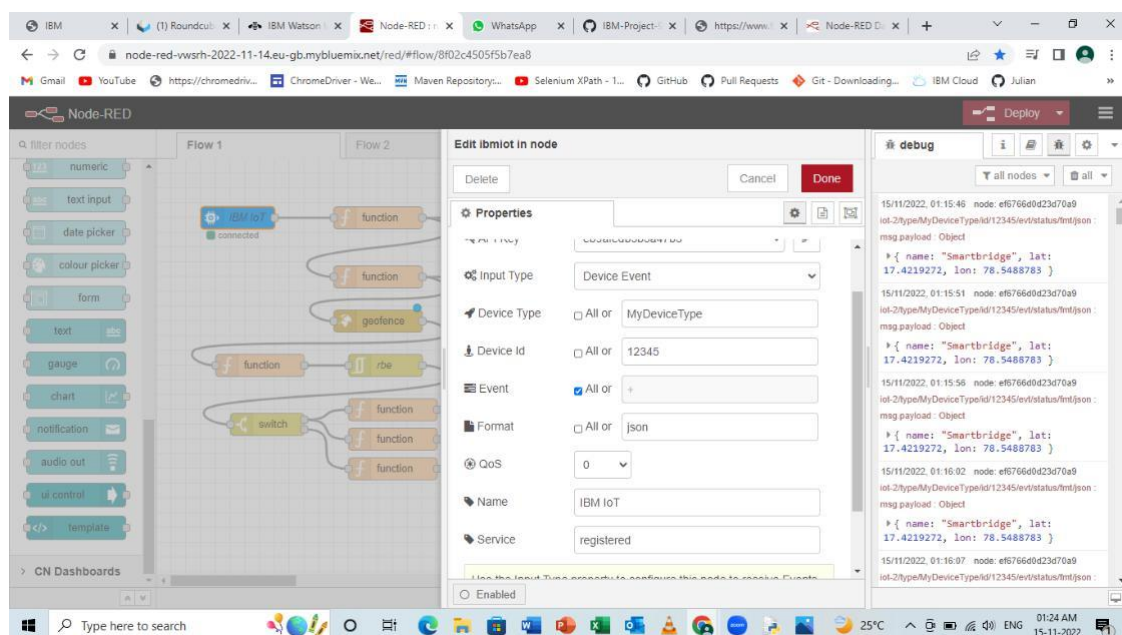 IBM
(1) Roundcub
IBM Watson
Node-RED : n
WhatsApp
IBM-Project-
https://www.
Node-RED D
node-red-vwsrh-2022-11-14.eu-gb.mybluemix.net/red/#flow/8f02c4505f5b7ea8
Gmail YouTube https://chromedriv... ChromeDriver - We... Maven Repository:... Selenium XPath - 1... GitHub Pull Requests Git - Downloading... IBM Cloud Julian »
Node-RED
Deploy
filter nodes
numeric
text input
date picker
colour picker
form
text
gauge
chart
notification
audio out
ui control
template
CN Dashboards
Flow 1
Flow 2
IBM IoT
connected
function
function
geofence
function
rbe
switch
function
function
function
Edit ibmiot in node
Delete
Cancel
Done
Properties
Input Type
Device Event
Device Type
All or
MyDeviceType
Device Id
All or
12345
Event
All or
+
Format
All or
json
QoS
0
Name
IBM IoT
Service
registered
Use the Input Type property to configure this node to receive Events
Enabled
debug
all nodes
all
15/11/2022, 01:15:46 node: ef6766d0d23d70a9
iot-2/type/MyDeviceType/id/12345/evt/status/fmt/json :
msg.payload : Object
{ name: "Smartbridge", lat:
17.4219272, lon: 78.5488783 }
15/11/2022, 01:15:51 node: ef6766d0d23d70a9
iot-2/type/MyDeviceType/id/12345/evt/status/fmt/json :
msg.payload : Object
{ name: "Smartbridge", lat:
17.4219272, lon: 78.5488783 }
15/11/2022, 01:15:56 node: ef6766d0d23d70a9
iot-2/type/MyDeviceType/id/12345/evt/status/fmt/json :
msg.payload : Object
{ name: "Smartbridge", lat:
17.4219272, lon: 78.5488783 }
15/11/2022, 01:16:02 node: ef6766d0d23d70a9
iot-2/type/MyDeviceType/id/12345/evt/status/fmt/json :
msg.payload : Object
{ name: "Smartbridge", lat:
17.4219272, lon: 78.5488783 }
15/11/2022, 01:16:07 node: ef6766d0d23d70a9
iot-2/type/MyDeviceType/id/12345/evt/status/fmt/json :
Type here to search
25°C
ENG
01:24 AM
15-11-2022